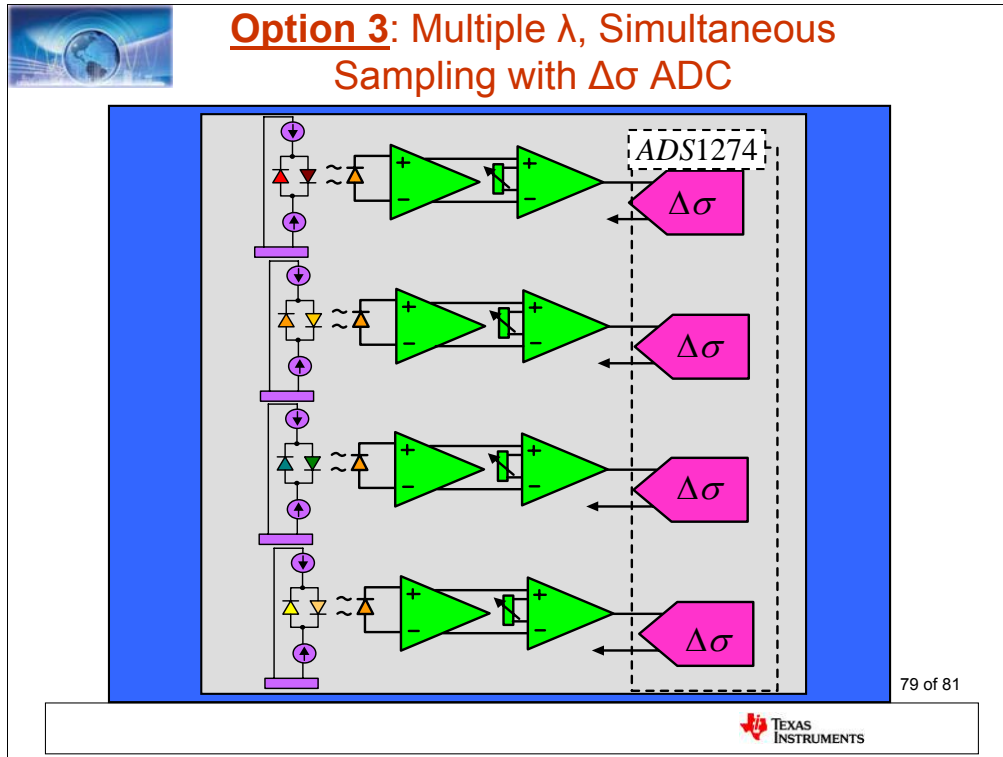 Option 3: Multiple λ, Simultaneous
Sampling with Δσ ADC
ADS1274
+
−
+
−
Δσ
+
−
+
−
Δσ
+
−
+
−
Δσ
+
−
+
−
Δσ
79 of 81
TEXAS
INSTRUMENTS